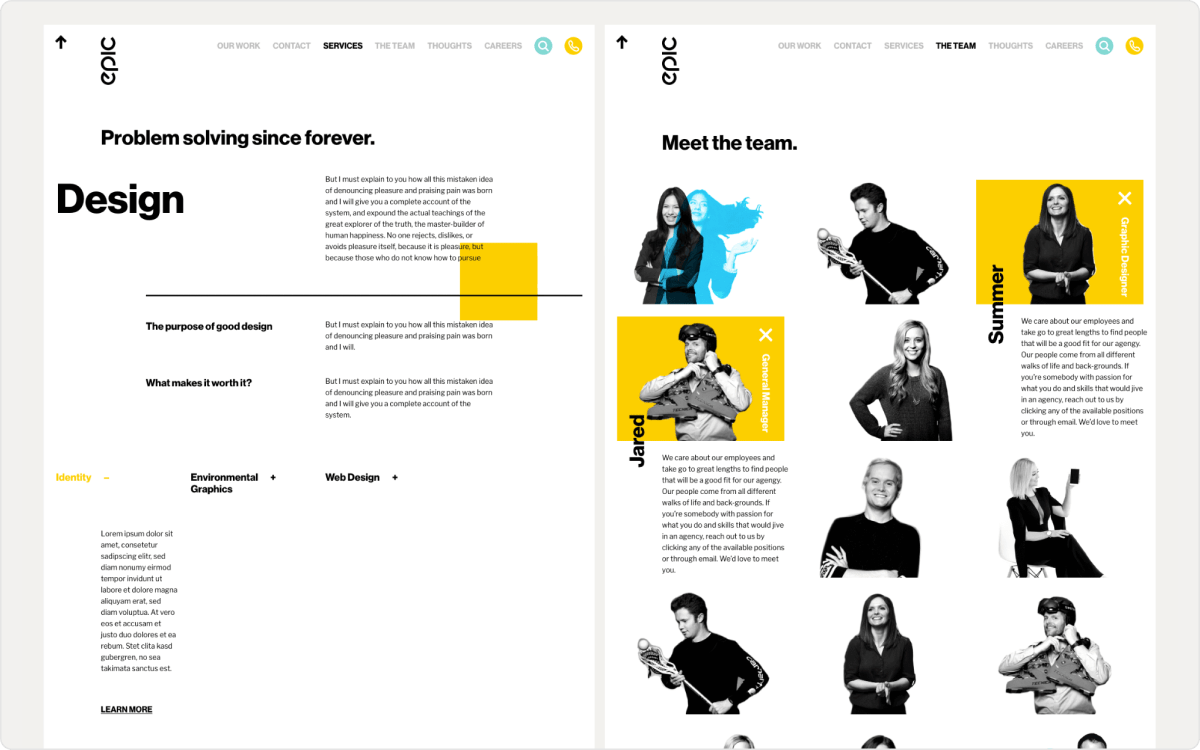 epic
OUR WORK CONTACT SERVICES THE TEAM THOUGHTS CAREERS
Problem solving since forever.
Design
But I must explain to you how all this mistaken idea
of denouncing pleasure and praising pain was born
and I will give you a complete account of the
system, and expound the actual teachings of the
great explorer of the truth, the master-builder of
human happiness. No one rejects, dislikes, or
avoids pleasure itself, because it is pleasure, but
because those who do not know how to pursue
The purpose of good design
But I must explain to you how all this mistaken idea
of denouncing pleasure and praising pain was born
and I will.
What makes it worth it?
But I must explain to you how all this mistaken idea
of denouncing pleasure and praising pain was born
and I will give you a complete account of the
system.
Identity –
Environmental +
Graphics
Web Design +
Lorem ipsum dolor sit
amet, consetetur
sadipscing elitr, sed
diam nonumy eirmod
tempor invidunt ut
labore et dolore magna
aliquyam erat, sed
diam voluptua. At vero
eos et accusam et
justo duo dolores et ea
rebum. Stet clita kasd
gubergren, no sea
takimata sanctus est.
LEARN MORE
epic
OUR WORK CONTACT SERVICES THE TEAM THOUGHTS CAREERS
Meet the team.
Graphic Designer
Summer
We care about our employees and
take go to great lengths to find people
that will be a good fit for our agengy.
Our people come from all different
walks of life and back-grounds. If
you're somebody with passion for
what you do and skills that would jive
in an agency, reach out to us by
clicking any of the available positions
or through email. We'd love to meet
you.
General Manager
Jared
We care about our employees and
take go to great lengths to find people
that will be a good fit for our agengy.
Our people come from all different
walks of life and back-grounds. If
you're somebody with passion for
what you do and skills that would jive
in an agency, reach out to us by
clicking any of the available positions
or through email. We'd love to meet
you.